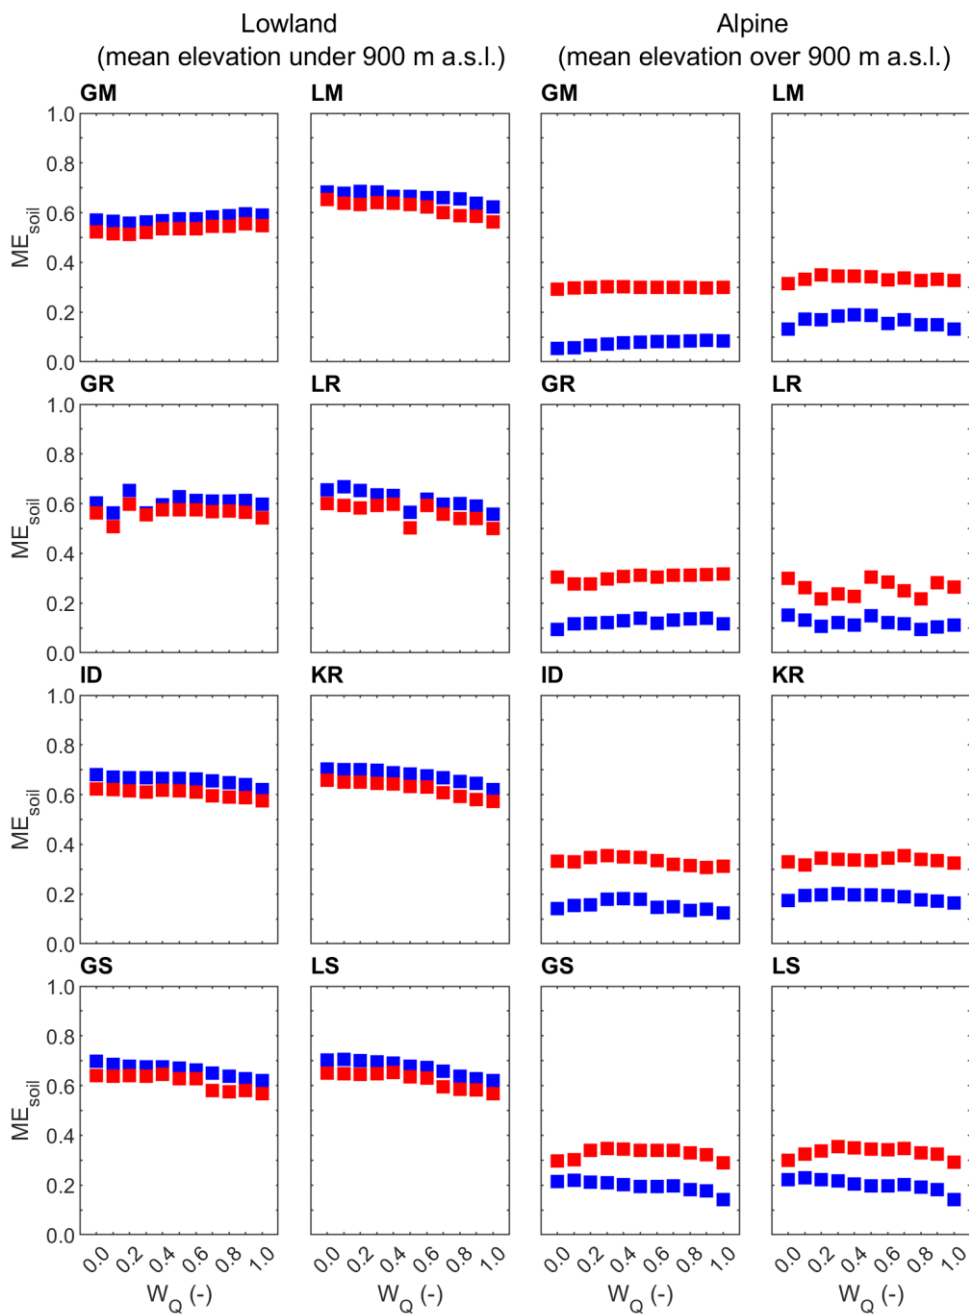 Lowland
(mean elevation under 900 m a.s.l.)
Alpine
(mean elevation over 900 m a.s.l.)
GM LM GM LM
1.0
0.8
0.6
0.4
0.2
0.0
ME_soil
GR LR GR LR
1.0
0.8
0.6
0.4
0.2
0.0
ME_soil
ID KR ID KR
1.0
0.8
0.6
0.4
0.2
0.0
ME_soil
GS LS GS LS
1.0
0.8
0.6
0.4
0.2
0.0
ME_soil
0.0 0.2 0.4 0.6 0.8 1.0 0.0 0.2 0.4 0.6 0.8 1.0 0.0 0.2 0.4 0.6 0.8 1.0 0.0 0.2 0.4 0.6 0.8 1.0
W_Q (-) W_Q (-) W_Q (-) W_Q (-)